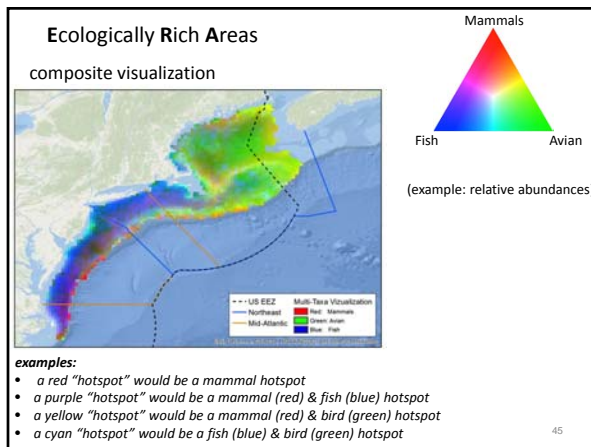 Ecologically Rich Areas
composite visualization
Mammals
Fish
Avian
(example: relative abundances
US EEZ
Northeast
Mid-Atlantic
Multi-Taxa Vizualization
Red: Mammals
Green: Avian
Blue: Fish
examples:
• a red “hotspot” would be a mammal hotspot
• a purple “hotspot” would be a mammal (red) & fish (blue) hotspot
• a yellow “hotspot” would be a mammal (red) & bird (green) hotspot
• a cyan “hotspot” would be a fish (blue) & bird (green) hotspot
45